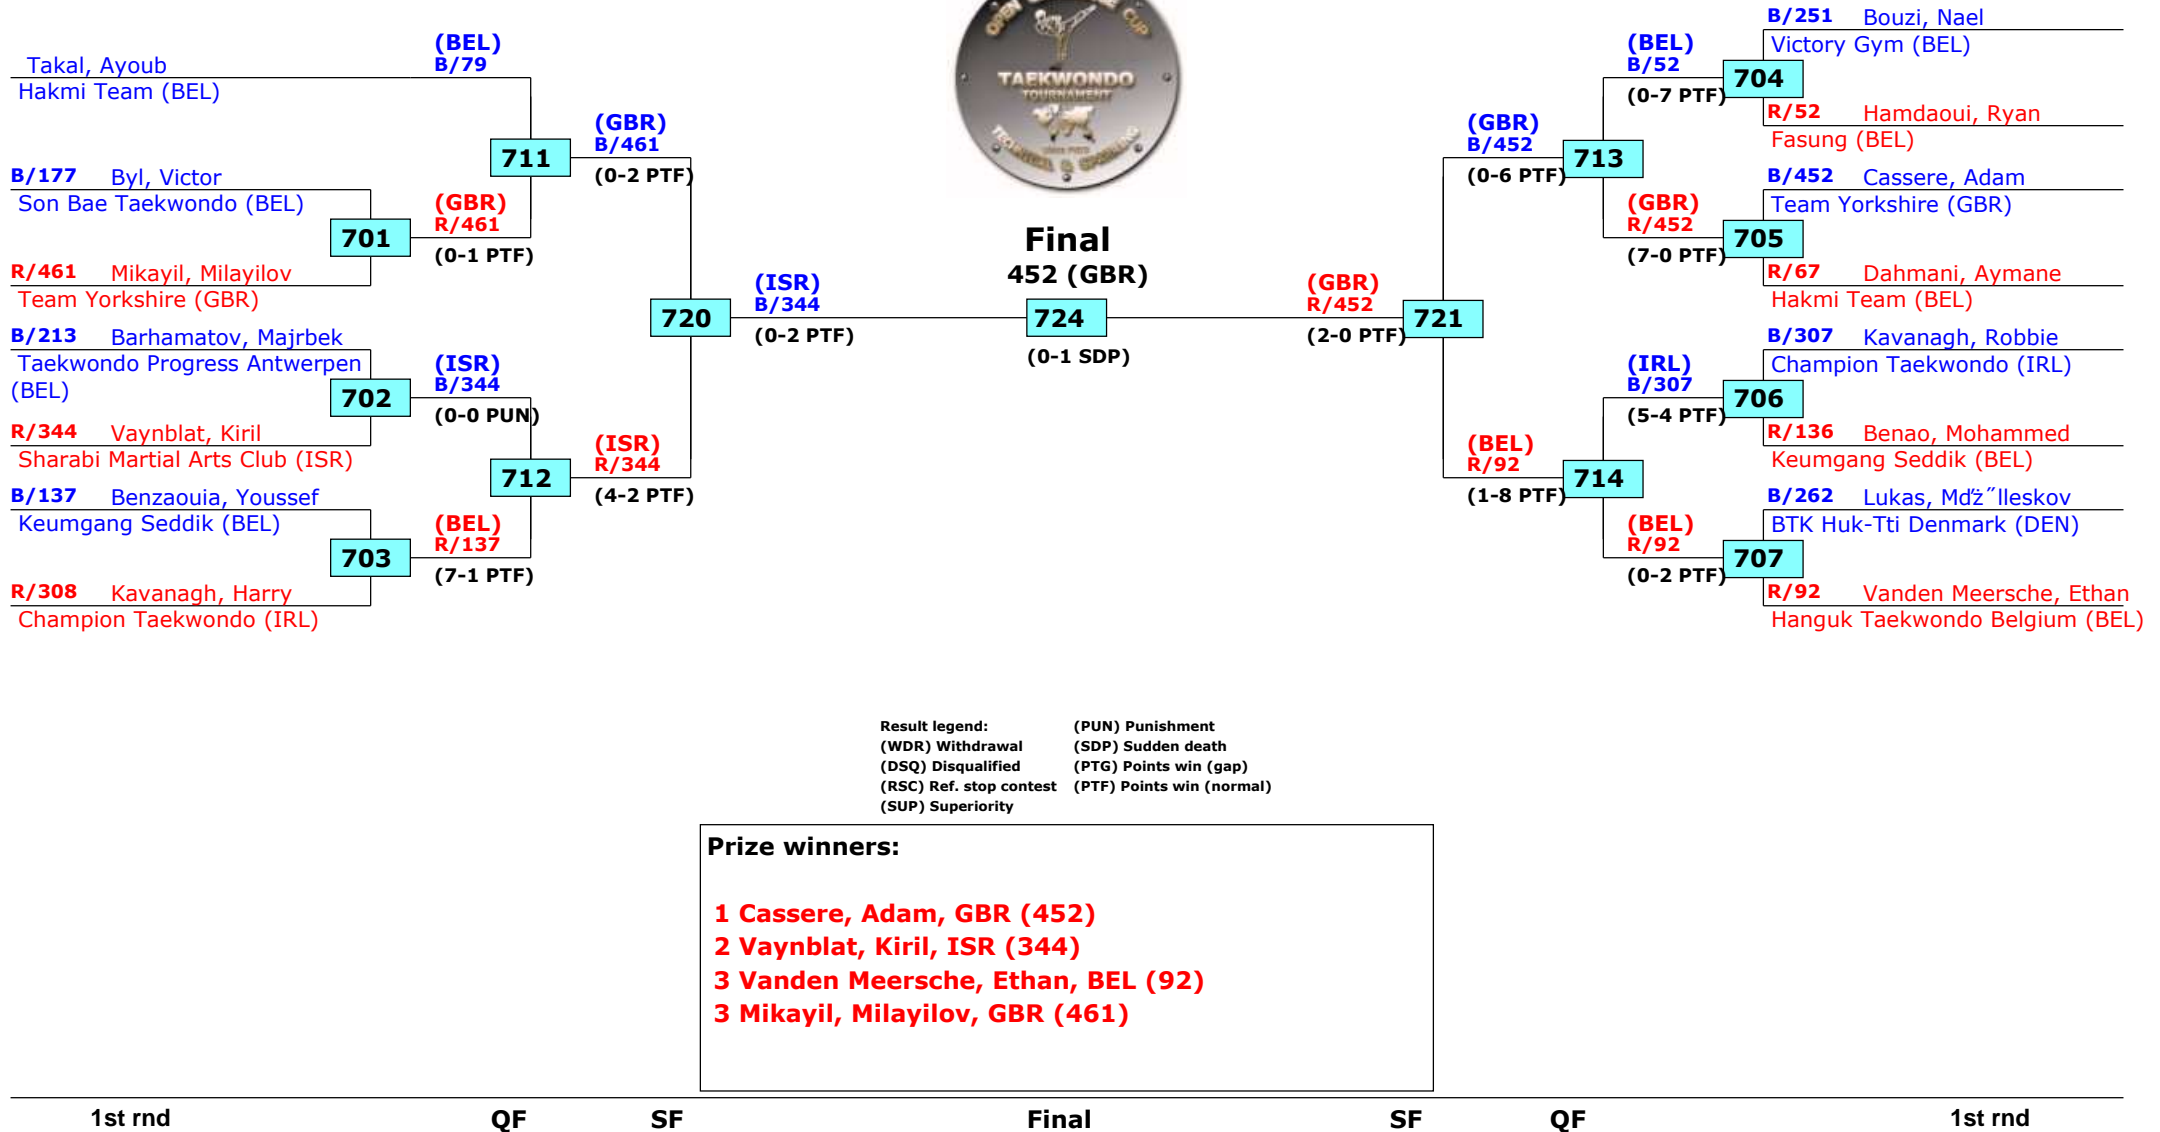 Takal, Ayoub
Hakmi Team (BEL)
(BEL)
B/79
B/177 Byl, Victor
Son Bae Taekwondo (BEL)
701
R/461 Mikayil, Milayilov
Team Yorkshire (GBR)
(GBR)
R/461
(0-1 PTF)
711
(GBR)
B/461
(0-2 PTF)
B/213 Barhamatov, Majrbek
Taekwondo Progress Antwerpen
(BEL)
702
R/344 Vaynblat, Kiril
Sharabi Martial Arts Club (ISR)
(ISR)
B/344
(0-0 PUN)
B/137 Benzaouia, Youssef
Keumgang Seddik (BEL)
703
R/308 Kavanagh, Harry
Champion Taekwondo (IRL)
(BEL)
R/137
(7-1 PTF)
712
(ISR)
R/344
(4-2 PTF)
720
(ISR)
B/344
(0-2 PTF)
OPEN
CUP
TAEKWONDO
TOURNAMENT
TECHNICAL & SPARRING
Final
452 (GBR)
724
(0-1 SDP)
(GBR)
R/452
(2-0 PTF)
721
(GBR)
B/452
(0-6 PTF)
713
(BEL)
B/52
(0-7 PTF)
704
B/251 Bouzi, Nael
Victory Gym (BEL)
R/52 Hamdaoui, Ryan
Fasung (BEL)
(GBR)
R/452
(7-0 PTF)
705
B/452 Cassere, Adam
Team Yorkshire (GBR)
R/67 Dahmani, Aymane
Hakmi Team (BEL)
(BEL)
R/92
(1-8 PTF)
714
(IRL)
B/307
(5-4 PTF)
706
B/307 Kavanagh, Robbie
Champion Taekwondo (IRL)
R/136 Benao, Mohammed
Keumgang Seddik (BEL)
(BEL)
R/92
(0-2 PTF)
707
B/262 Lukas, Mďž˝lleskov
BTK Huk-Tti Denmark (DEN)
R/92 Vanden Meersche, Ethan
Hanguk Taekwondo Belgium (BEL)
Result legend: (PUN) Punishment
(WDR) Withdrawal (SDP) Sudden death
(DSQ) Disqualified (PTG) Points win (gap)
(RSC) Ref. stop contest (PTF) Points win (normal)
(SUP) Superiority
Prize winners:
1 Cassere, Adam, GBR (452)
2 Vaynblat, Kiril, ISR (344)
3 Vanden Meersche, Ethan, BEL (92)
3 Mikayil, Milayilov, GBR (461)
1st rnd QF SF Final SF QF 1st rnd